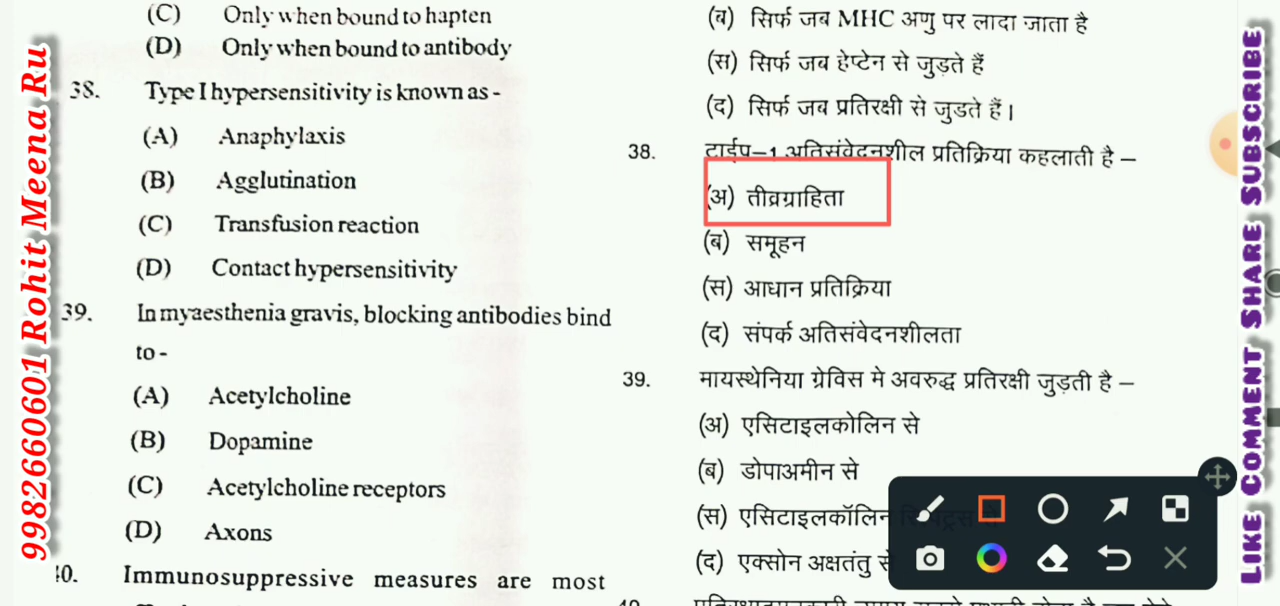 (C) Only when bound to hapten
(D) Only when bound to antibody
38. Type I hypersensitivity is known as -
(A) Anaphylaxis
(B) Agglutination
(C) Transfusion reaction
(D) Contact hypersensitivity
39. In myaesthenia gravis, blocking antibodies bind
to -
(A) Acetylcholine
(B) Dopamine
(C) Acetylcholine receptors
(D) Axons
40. Immunosuppressive measures are most
(ब) सिर्फ जब MHC अणु पर लादा जाता है
(स) सिर्फ जब हेप्टेन से जुड़ते हैं
(द) सिर्फ जब प्रतिरक्षी से जुडते हैं।
38. टाईप–1 अतिसंवेदनशील प्रतिक्रिया कहलाती है –
(अ) तीव्रग्राहिता
(ब) समूहन
(स) आधान प्रतिक्रिया
(द) संपर्क अतिसंवेदनशीलता
39. मायस्थेनिया ग्रेविस मे अवरुद्ध प्रतिरक्षी जुड़ती है –
(अ) एसिटाइलकोलिन से
(ब) डोपाअमीन से
(स) एसिटाइलकॉलिन
(द) एक्सोन अक्षतंतु से
9982660601 Rohit Meena Ru
LIKE COMMENT SHARE SUBSCRIBE